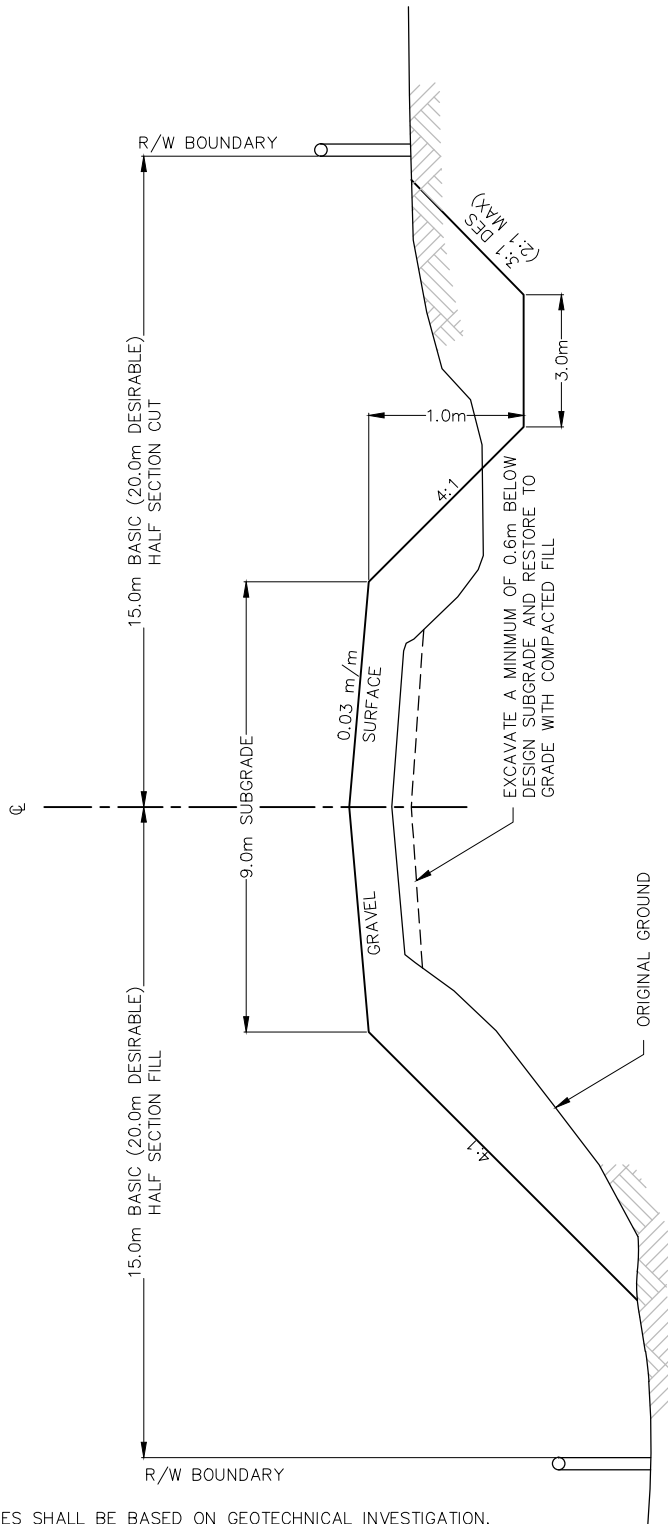 R/W BOUNDARY
15.0m BASIC (20.0m DESIRABLE)
HALF SECTION CUT
3:1 DES
(2:1 MAX)
3.0m
1.0m
4:1
EXCAVATE A MINIMUM OF 0.6m BELOW
DESIGN SUBGRADE AND RESTORE TO
GRADE WITH COMPACTED FILL
0.03 m/m
SURFACE
9.0m SUBGRADE
℄
GRAVEL
ORIGINAL GROUND
15.0m BASIC (20.0m DESIRABLE)
HALF SECTION FILL
4:1
R/W BOUNDARY
ES SHALL BE BASED ON GEOTECHNICAL INVESTIGATION.